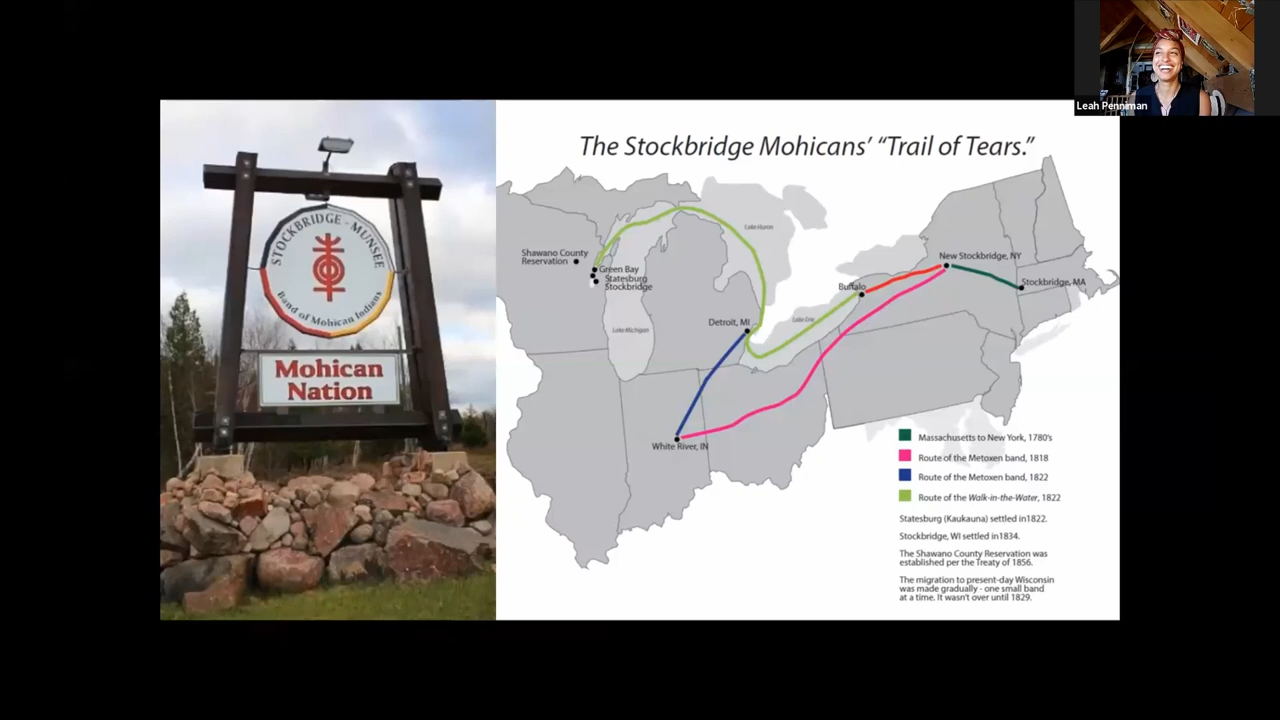 Leah Penniman
STOCKBRIDGE - MUNSEE
Band of Mohican Indians
Mohican
Nation
The Stockbridge Mohicans' “Trail of Tears.”
Lake Huron
Shawano County
Reservation
Green Bay
Statesburg
Stockbridge
Lake Michigan
Detroit, MI
Lake Erie
Buffalo
New Stockbridge, NY
Stockbridge, MA
White River, IN
Massachusetts to New York, 1780's
Route of the Metoxen band, 1818
Route of the Metoxen band, 1822
Route of the Walk-in-the-Water, 1822
Statesburg (Kaukauna) settled in1822.
Stockbridge, WI settled in1834.
The Shawano County Reservation was
established per the Treaty of 1856.
The migration to present-day Wisconsin
was made gradually - one small band
at a time. It wasn't over until 1829.